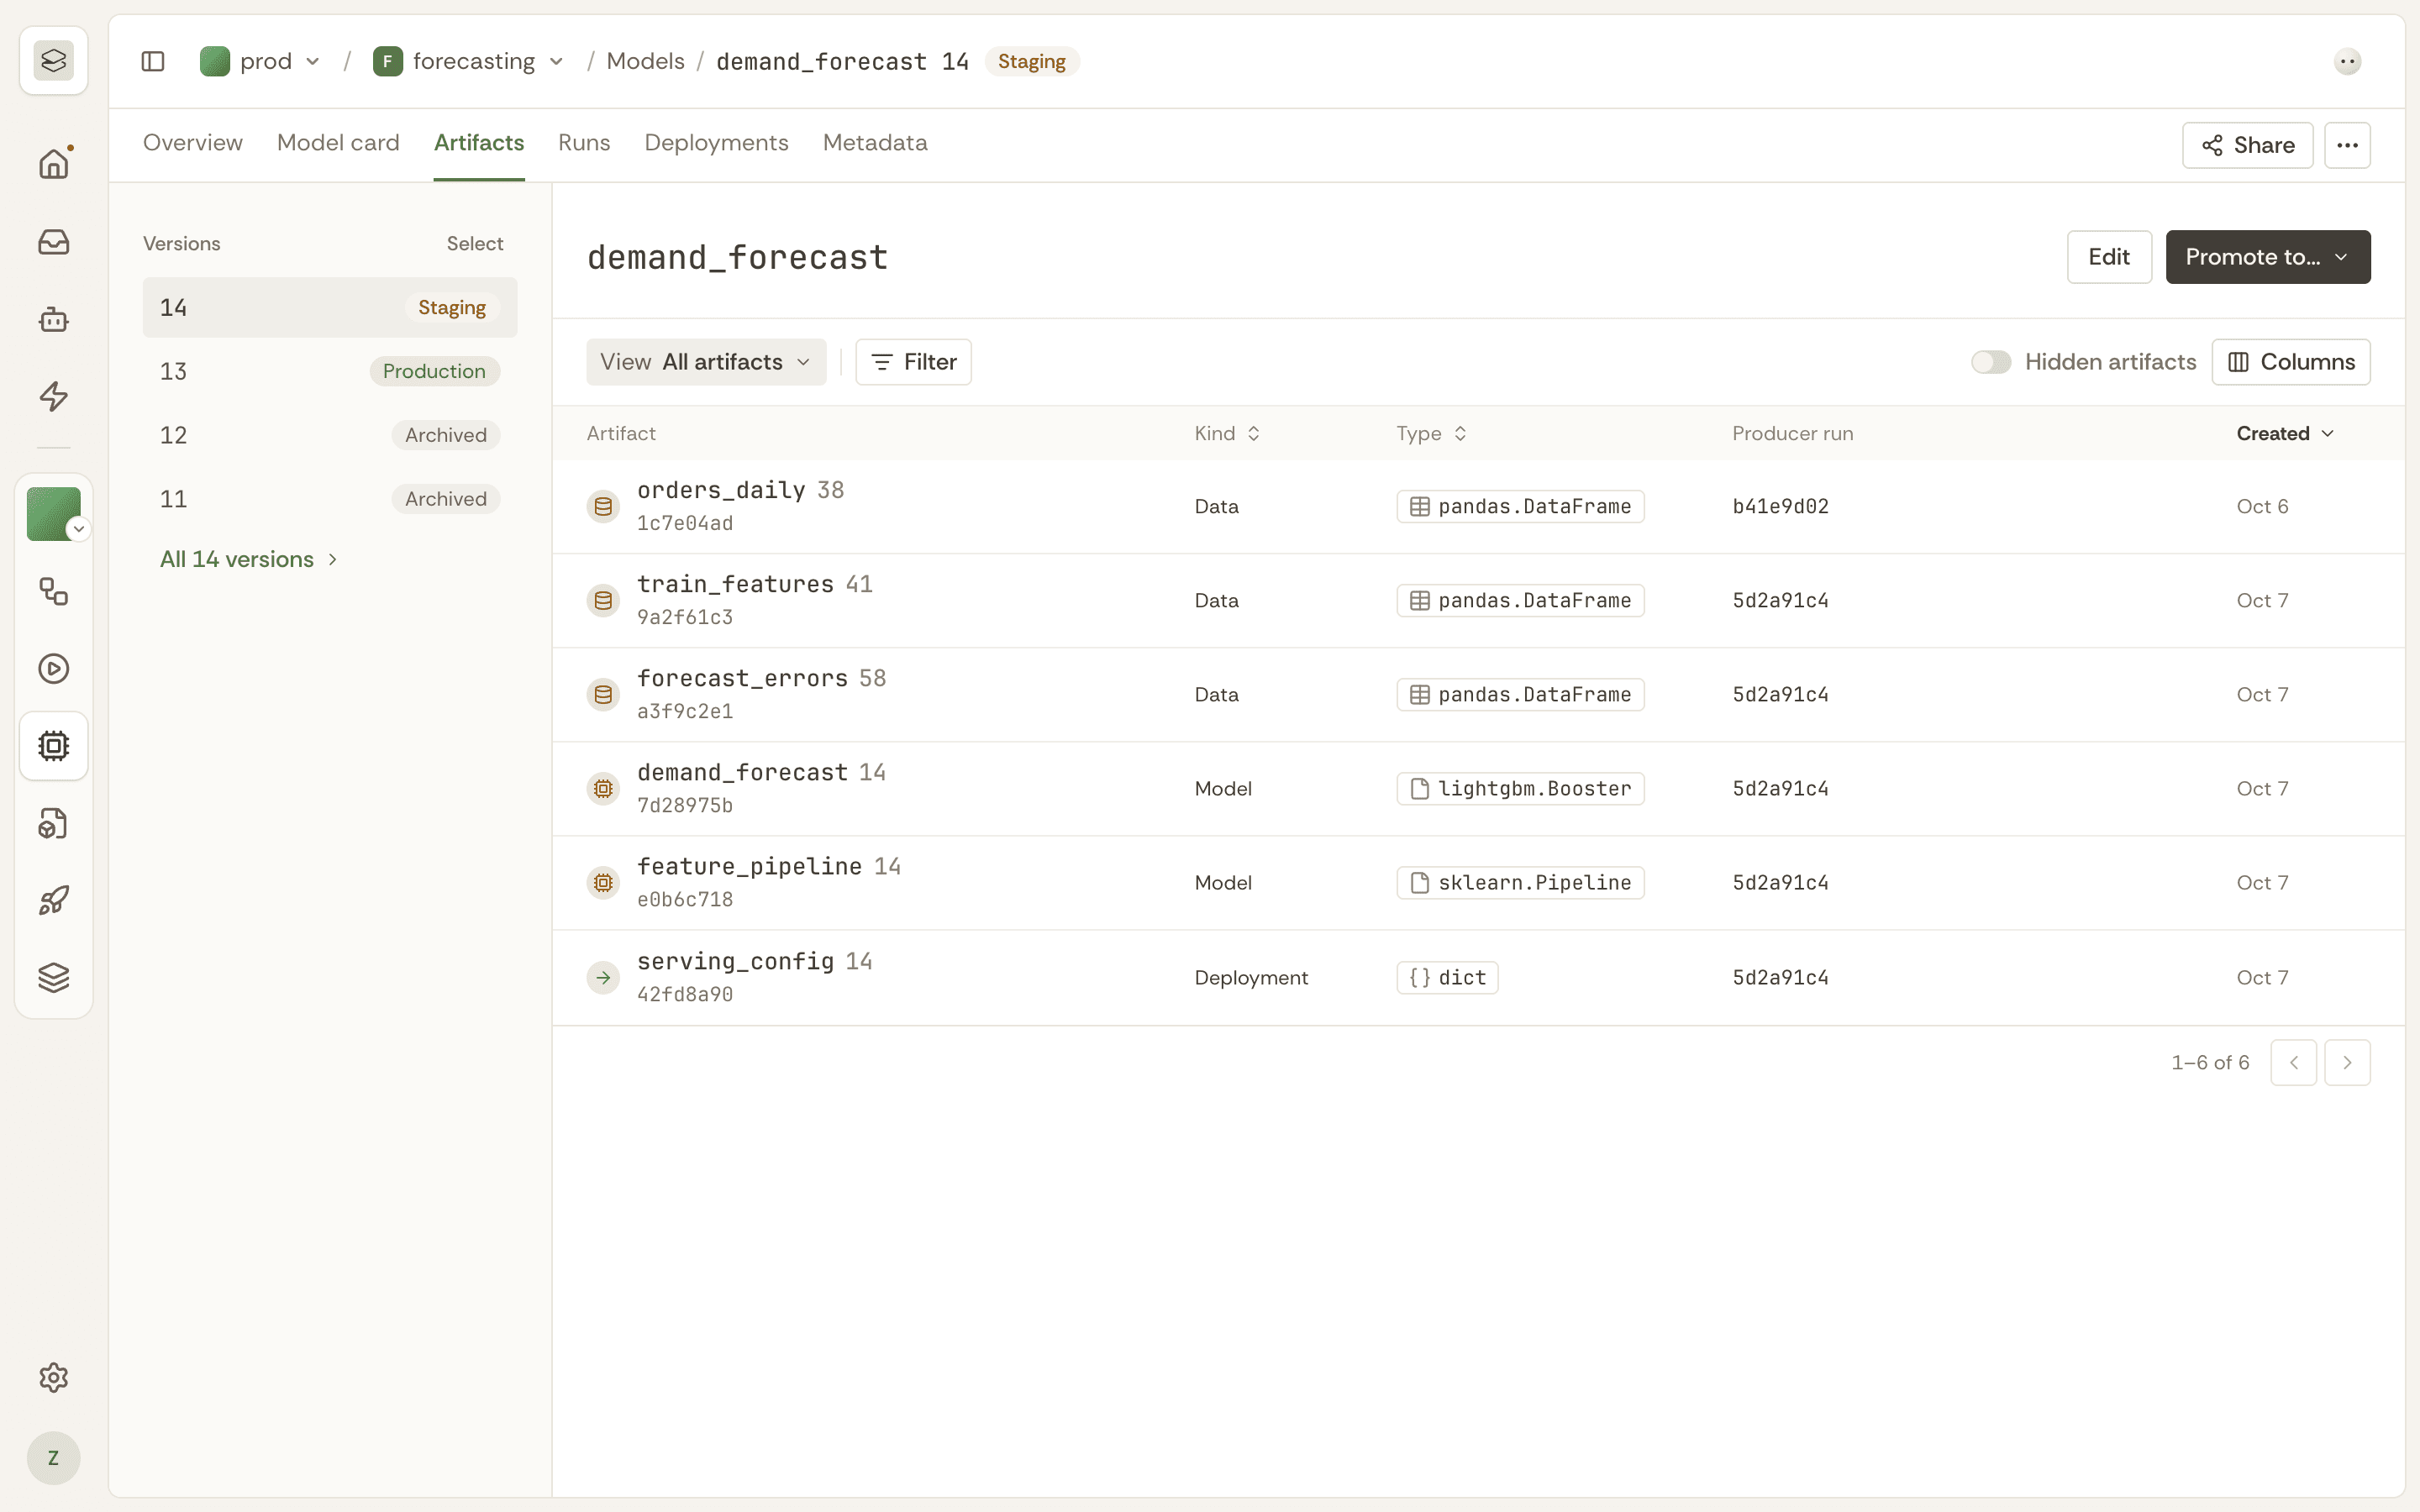 prod / F forecasting / Models / demand_forecast 14 Staging
Overview Model card Artifacts Runs Deployments Metadata Share
Versions Select
14 Staging
13 Production
12 Archived
11 Archived
All 14 versions
demand_forecast Edit Promote to...
View All artifacts Filter Hidden artifacts Columns
Artifact Kind Type Producer run Created
orders_daily 38
1c7e04ad
Data pandas.DataFrame b41e9d02 Oct 6
train_features 41
9a2f61c3
Data pandas.DataFrame 5d2a91c4 Oct 7
forecast_errors 58
a3f9c2e1
Data pandas.DataFrame 5d2a91c4 Oct 7
demand_forecast 14
7d28975b
Model lightgbm.Booster 5d2a91c4 Oct 7
feature_pipeline 14
e0b6c718
Model sklearn.Pipeline 5d2a91c4 Oct 7
serving_config 14
42fd8a90
Deployment {} dict 5d2a91c4 Oct 7
1–6 of 6
Z